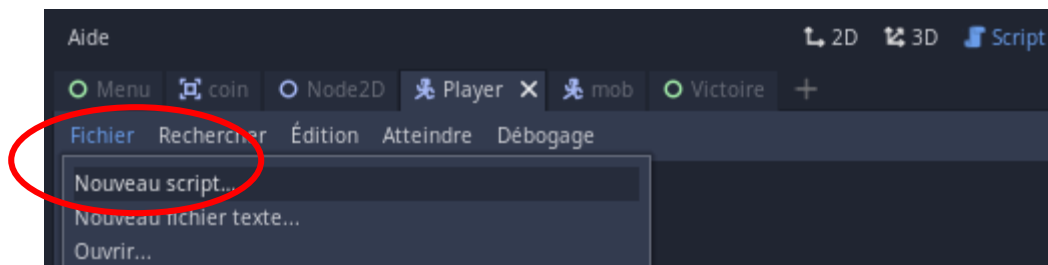 Aide 2D 3D Script
Menu coin Node2D Player mob Victoire
Fichier Rechercher Édition Atteindre Débogage
Nouveau script...
Nouveau fichier texte...
Ouvrir...